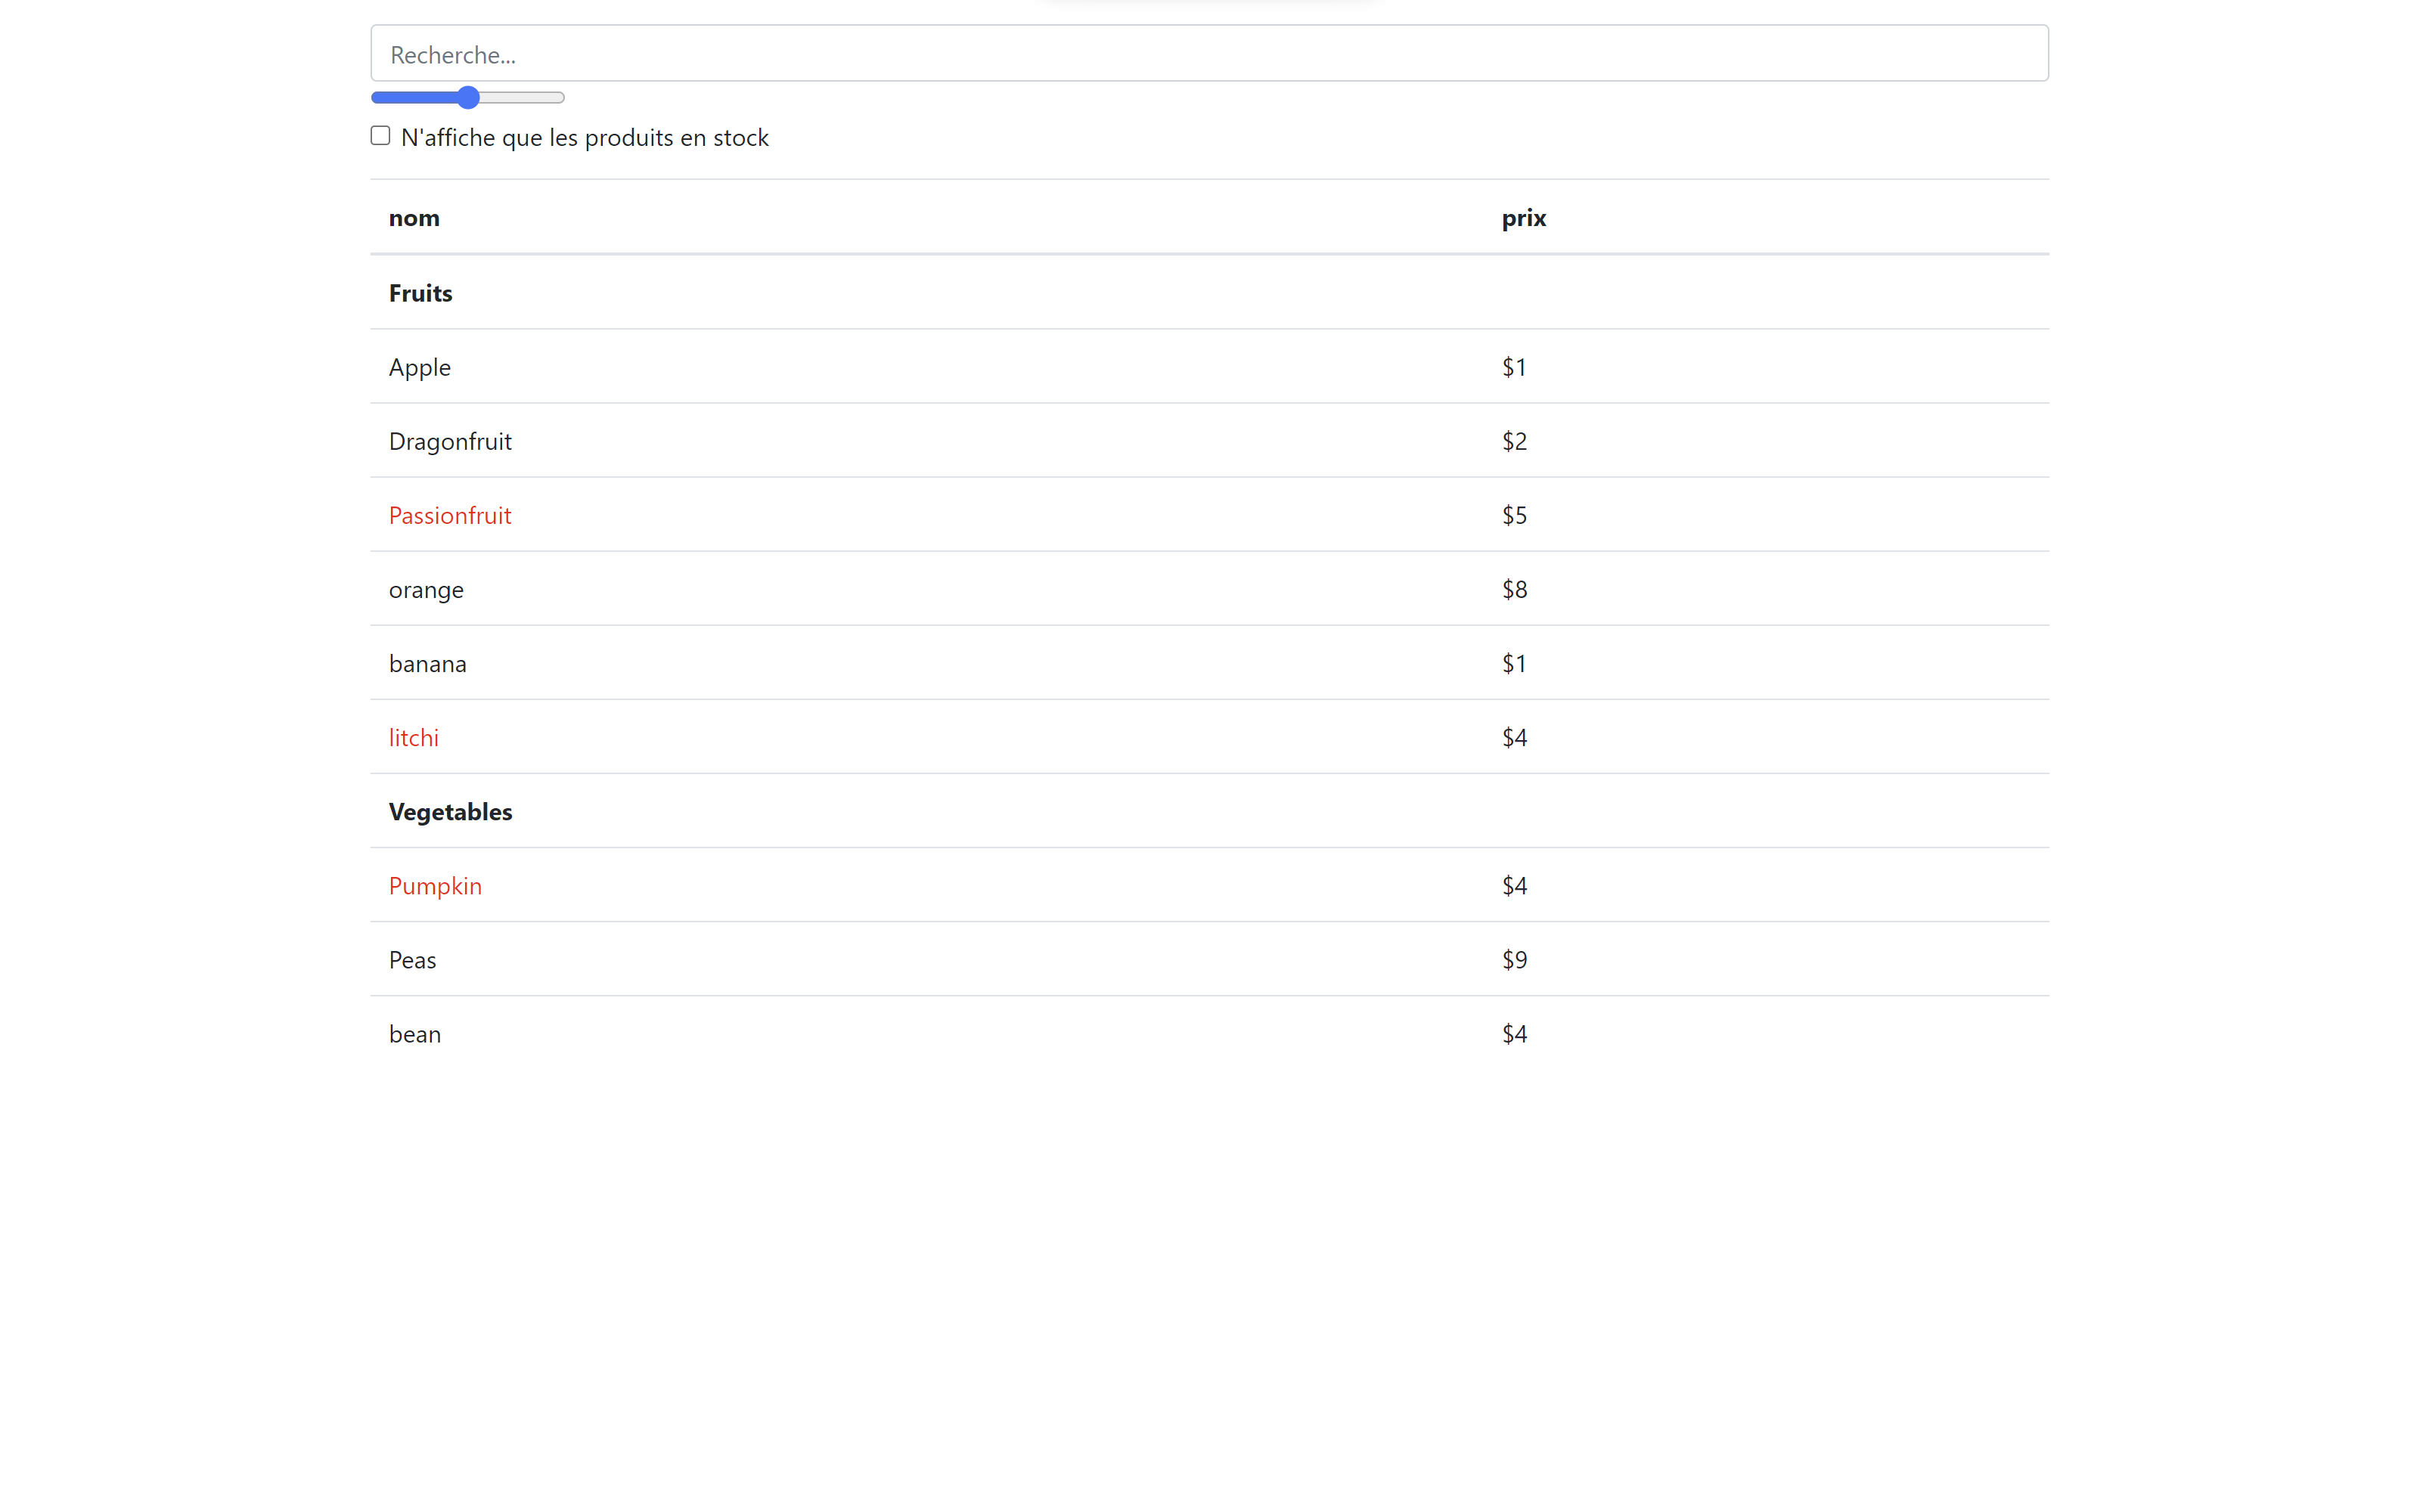 Recherche...
N'affiche que les produits en stock
nom prix
Fruits
Apple $1
Dragonfruit $2
Passionfruit $5
orange $8
banana $1
litchi $4
Vegetables
Pumpkin $4
Peas $9
bean $4